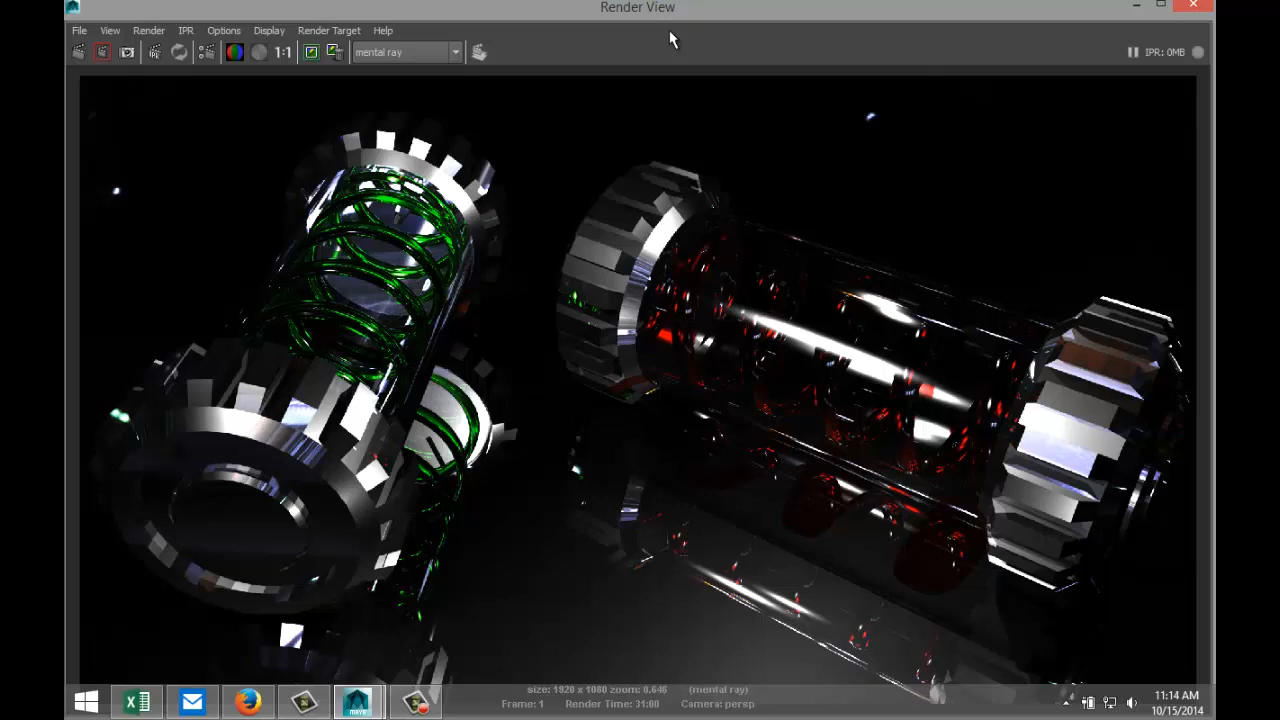 Render View
File View Render IPR Options Display Render Target Help
IPR 1:1 mental ray IPR: 0MB
size: 1920 x 1080 zoom: 0.646 (mental ray)
Frame: 1 Render Time: 31:00 Camera: persp
MAYA
11:14 AM
10/15/2014